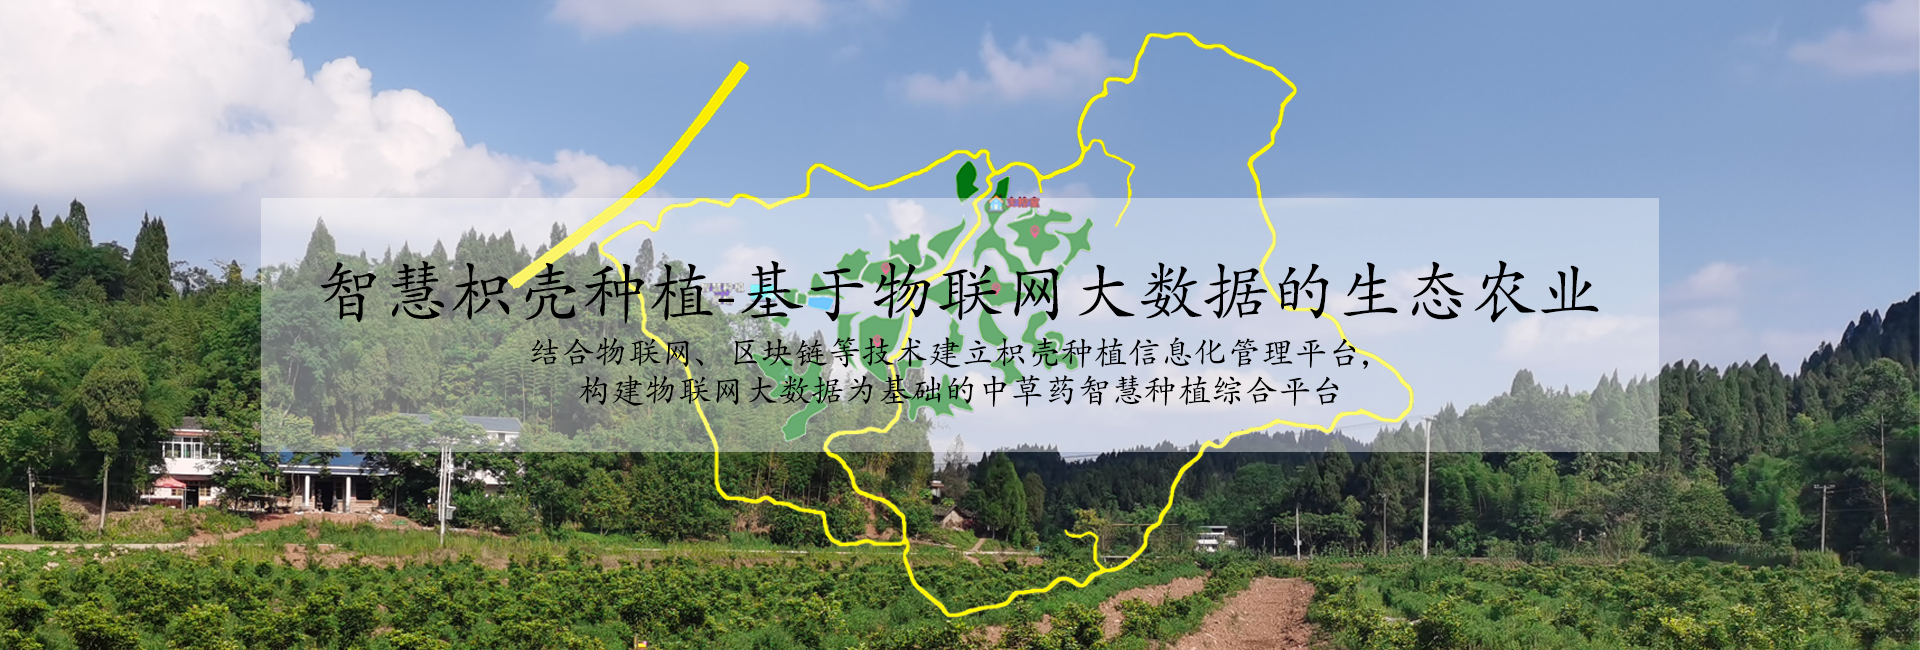 智慧枳壳种植-基于物联网大数据的生态农业
结合物联网、区块链等技术建立枳壳种植信息化管理平台,
构建物联网大数据为基础的中草药智慧种植综合平台